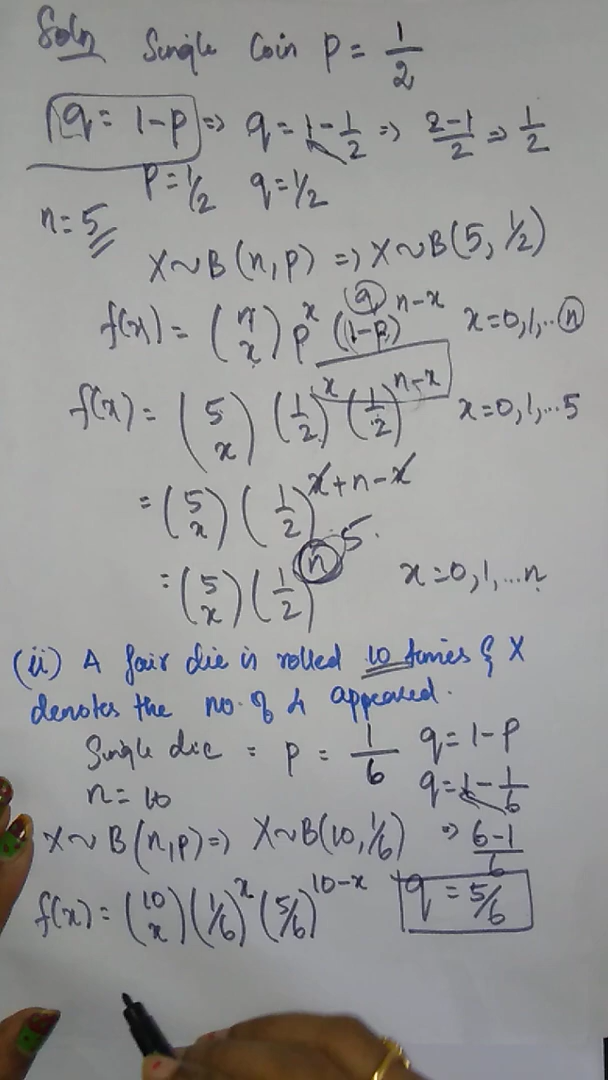 Soln Single Coin P = 1/2
q = 1-p => q = 1 - 1/2 => 2-1/2 => 1/2
P = 1/2 q = 1/2
n = 5
X ~ B(n, p) => X ~ B(5, 1/2)
f(x) = (n x) p^x (1-p)^n-x q x = 0, 1, .. n
f(x) = (5 x) (1/2)^x (1/2)^n-x x = 0, 1, ... 5
= (5 x) (1/2)^x+n-x
= (5 x) (1/2)^n 5. x = 0, 1, ... n
(ii) A fair die is rolled 10 times & X
denotes the no. of 4 appeared.
Single die = p = 1/6 q = 1-p
n = 10 q = 1 - 1/6
X ~ B(n, p) => X ~ B(10, 1/6) => 6-1/6
f(x) = (10 x) (1/6)^x (5/6)^10-x q = 5/6